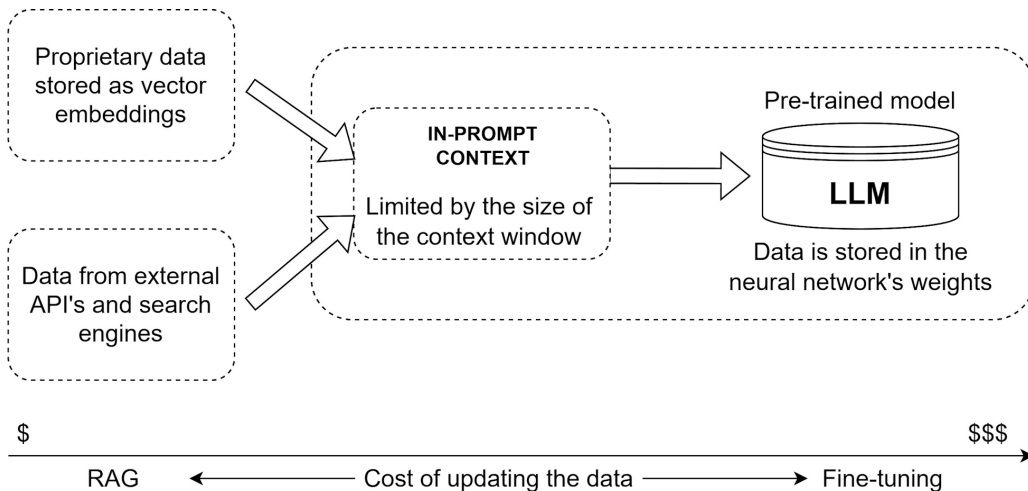 Proprietary data
stored as vector
embeddings
Data from external
API's and search
engines
IN-PROMPT
CONTEXT
Limited by the size of
the context window
Pre-trained model
LLM
Data is stored in the
neural network's weights
$
$$$
RAG
Cost of updating the data
Fine-tuning